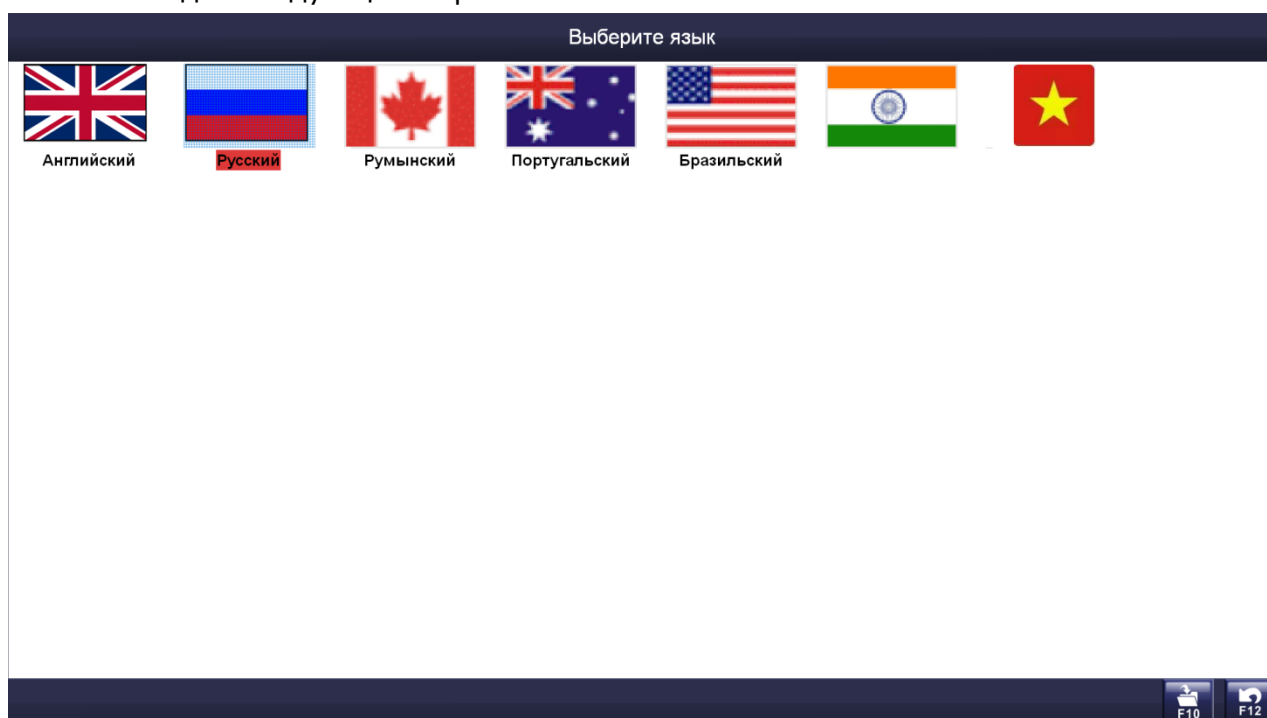 Выберите язык
Английский
Русский
Румынский
Португальский
Бразильский
F10
F12